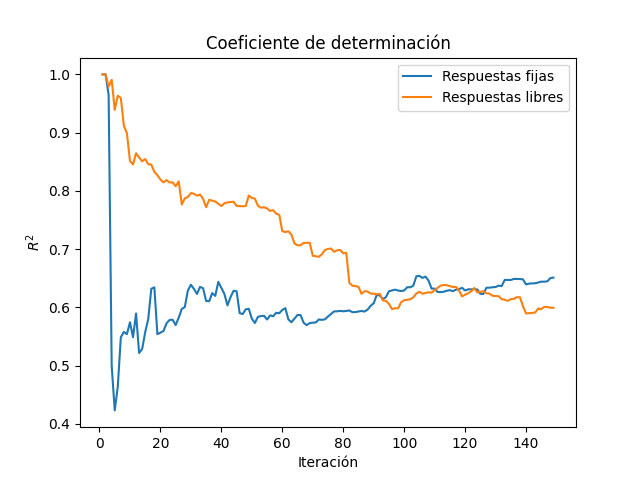 Coeficiente de determinación
Respuestas fijas
Respuestas libres
R²
1.0
0.9
0.8
0.7
0.6
0.5
0.4
0 20 40 60 80 100 120 140
Iteración